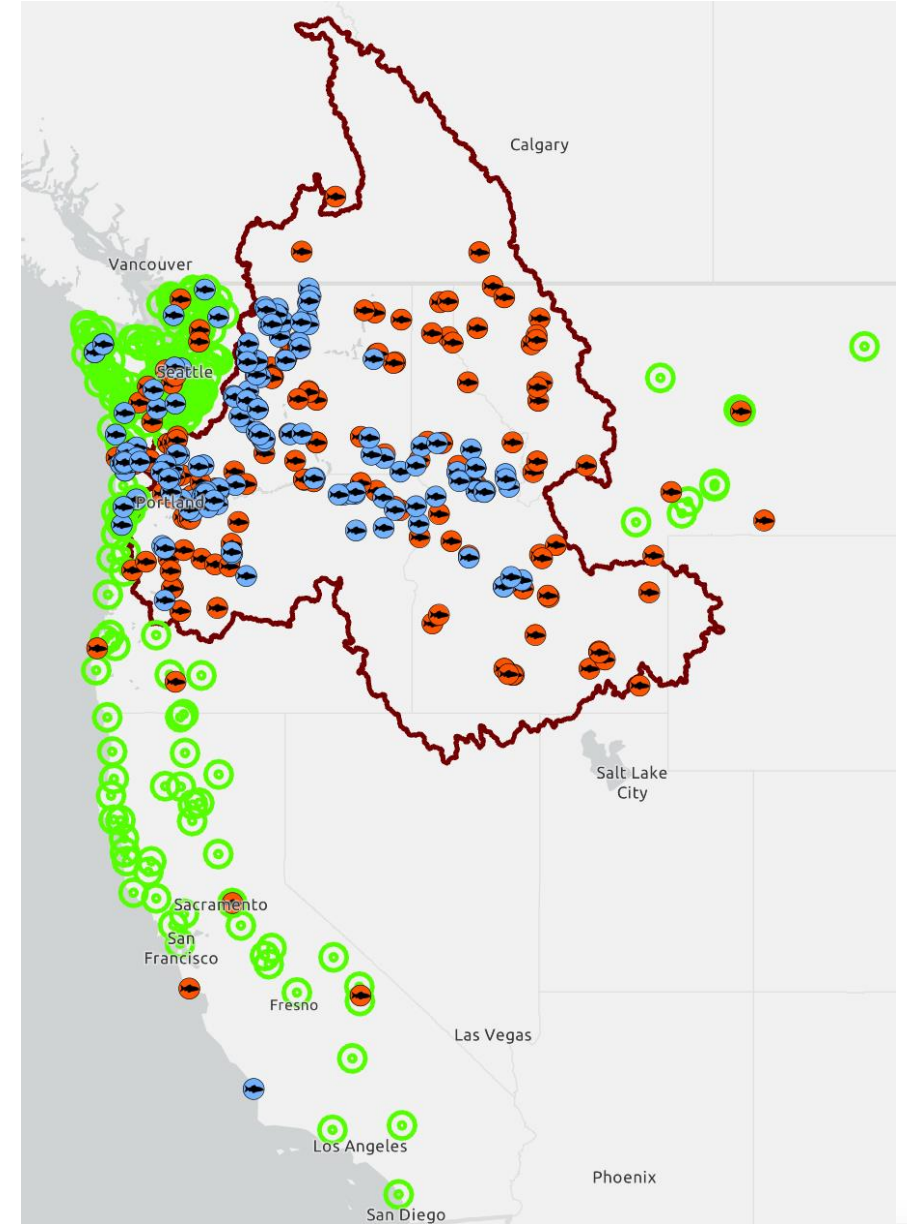 Calgary
Vancouver
Seattle
Portland
Salt Lake
City
Sacramento
San
Francisco
Fresno
Las Vegas
Los Angeles
Phoenix
San Diego